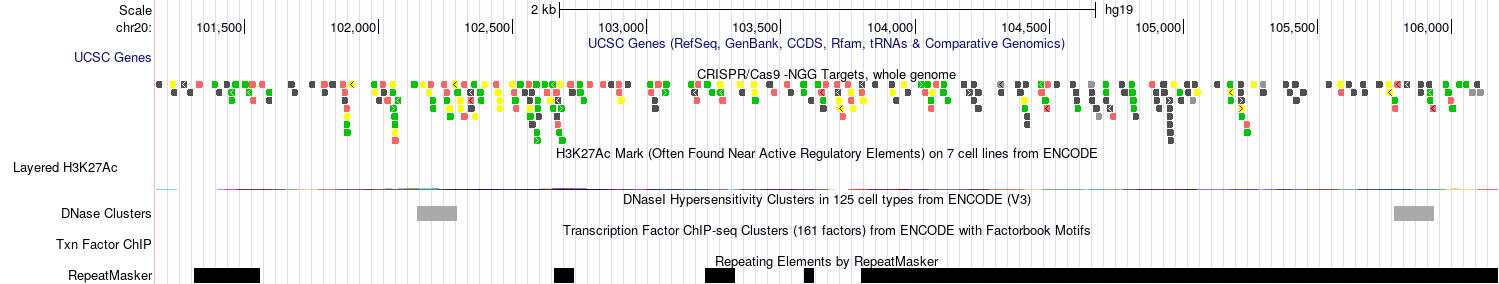 Scale 2 kb hg19
chr20: 101,500 102,000 102,500 103,000 103,500 104,000 104,500 105,000 105,500 106,000
UCSC Genes (RefSeq, GenBank, CCDS, Rfam, tRNAs & Comparative Genomics)
UCSC Genes
CRISPR/Cas9 -NGG Targets, whole genome
H3K27Ac Mark (Often Found Near Active Regulatory Elements) on 7 cell lines from ENCODE
Layered H3K27Ac
DNaseI Hypersensitivity Clusters in 125 cell types from ENCODE (V3)
DNase Clusters
Transcription Factor ChIP-seq Clusters (161 factors) from ENCODE with Factorbook Motifs
Txn Factor ChIP
Repeating Elements by RepeatMasker
RepeatMasker